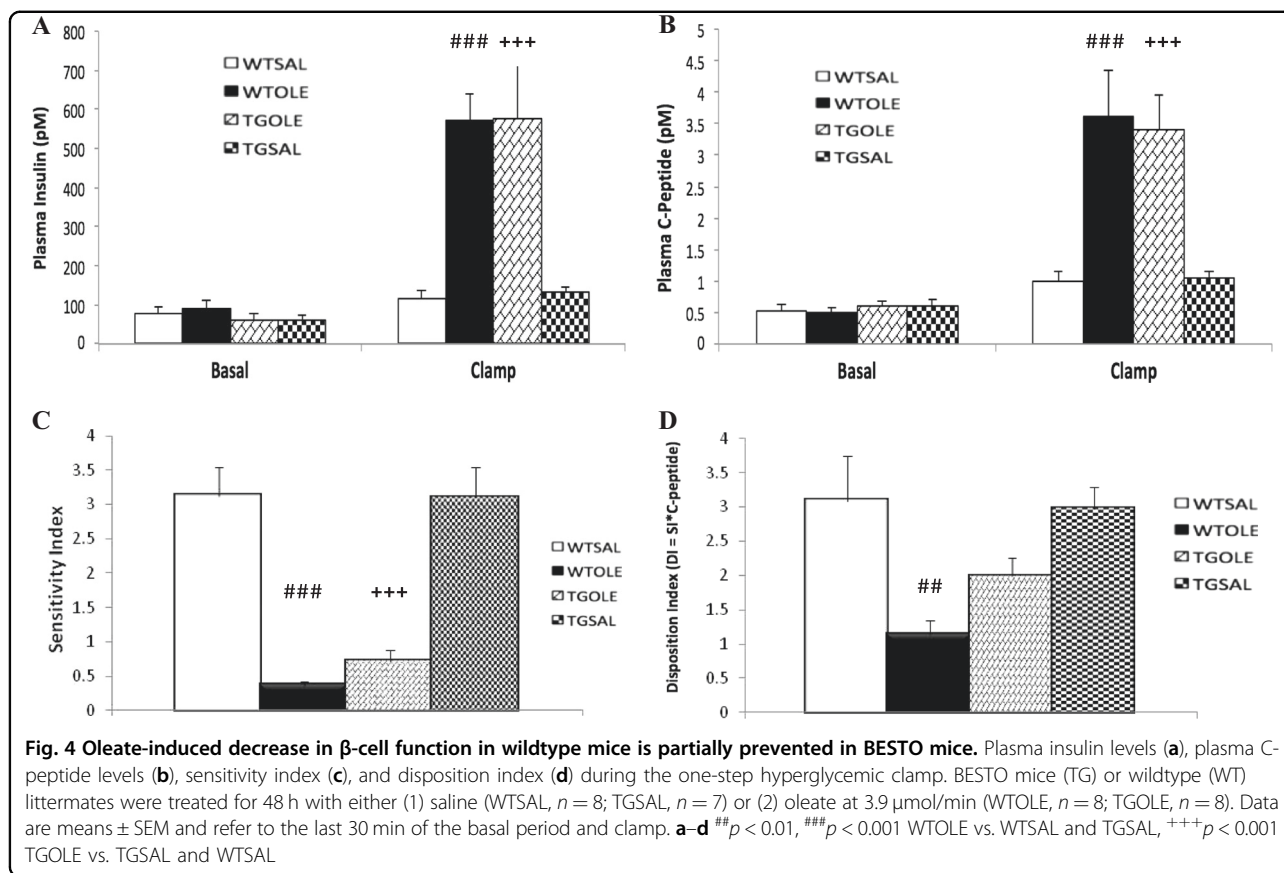 A
Plasma Insulin (pM)
800
700
600
500
400
300
200
100
0
WTSAL
WTOLE
TGOLE
TGSAL
### +++
Basal Clamp
B
Plasma C-Peptide (pM)
5
4.5
4
3.5
3
2.5
2
1.5
1
0.5
0
WTSAL
WTOLE
TGOLE
TGSAL
### +++
Basal Clamp
C
Sensitivity Index
4
3.5
3
2.5
2
1.5
1
0.5
0
### +++
WTSAL
WTOLE
TGOLE
TGSAL
D
Disposition Index (DI = SI*C-peptide)
4
3.5
3
2.5
2
1.5
1
0.5
0
##
WTSAL
WTOLE
TGOLE
TGSAL
Fig. 4 Oleate-induced decrease in β-cell function in wildtype mice is partially prevented in BESTO mice. Plasma insulin levels (a), plasma C-
peptide levels (b), sensitivity index (c), and disposition index (d) during the one-step hyperglycemic clamp. BESTO mice (TG) or wildtype (WT)
littermates were treated for 48 h with either (1) saline (WTSAL, n = 8; TGSAL, n = 7) or (2) oleate at 3.9 μmol/min (WTOLE, n = 8; TGOLE, n = 8). Data
are means ± SEM and refer to the last 30 min of the basal period and clamp. a–d ##p < 0.01, ###p < 0.001 WTOLE vs. WTSAL and TGSAL, +++p < 0.001
TGOLE vs. TGSAL and WTSAL